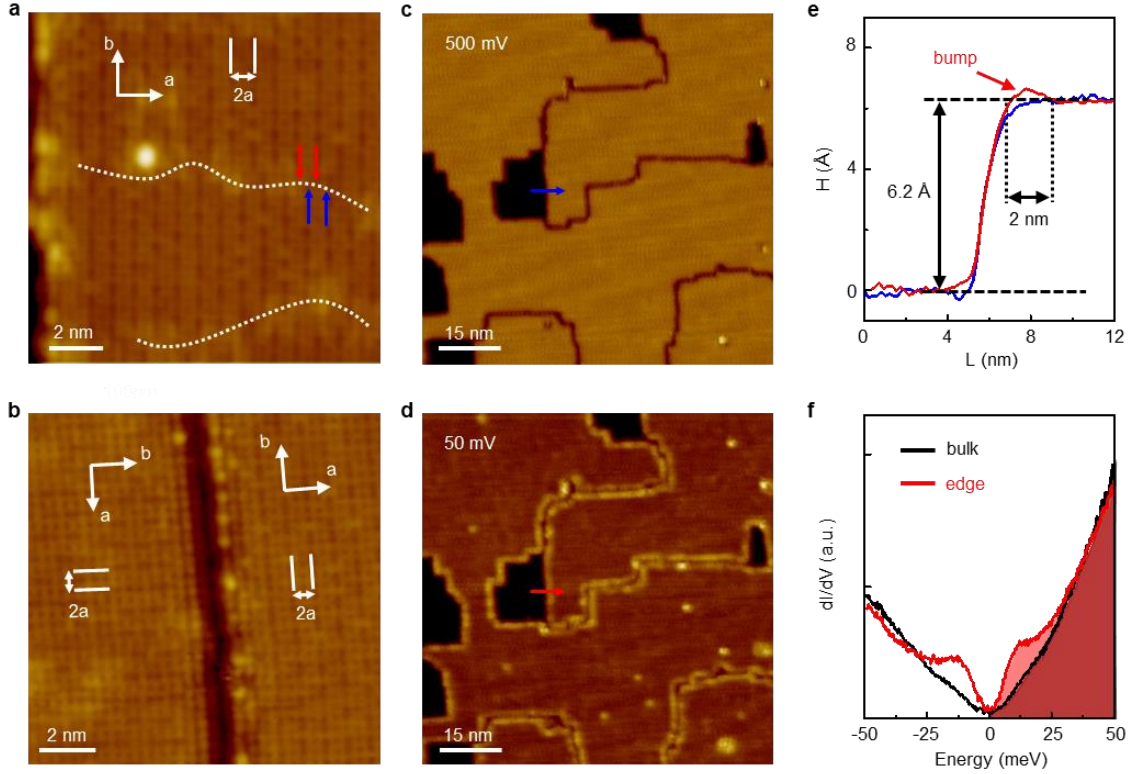 a
b
a
2a
2 nm
c
500 mV
15 nm
e
H (Å)
8
4
0
bump
6.2 Å
2 nm
0
4
8
12
L (nm)
b
b
a
b
a
2a
2a
2 nm
d
50 mV
15 nm
f
dI/dV (a.u.)
bulk
edge
-50
-25
0
25
50
Energy (meV)